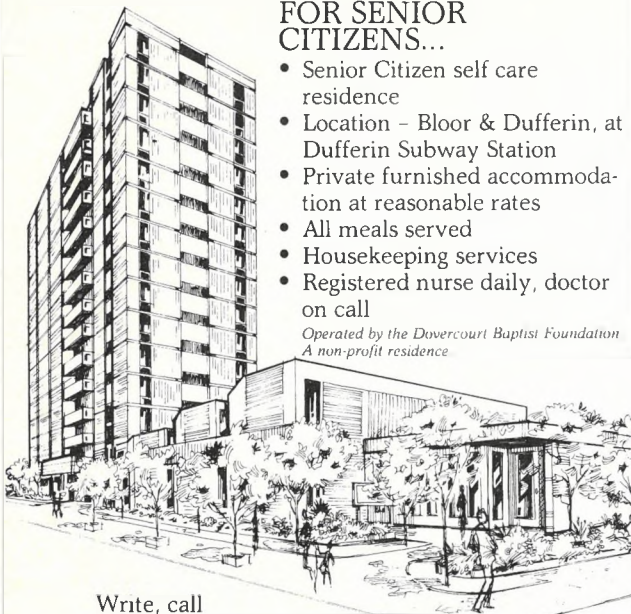 FOR SENIOR
CITIZENS...
• Senior Citizen self care
residence
• Location – Bloor & Dufferin, at
Dufferin Subway Station
• Private furnished accommoda-
tion at reasonable rates
• All meals served
• Housekeeping services
• Registered nurse daily, doctor
on call
Operated by the Dovercourt Baptist Foundation
A non-profit residence
Write, call